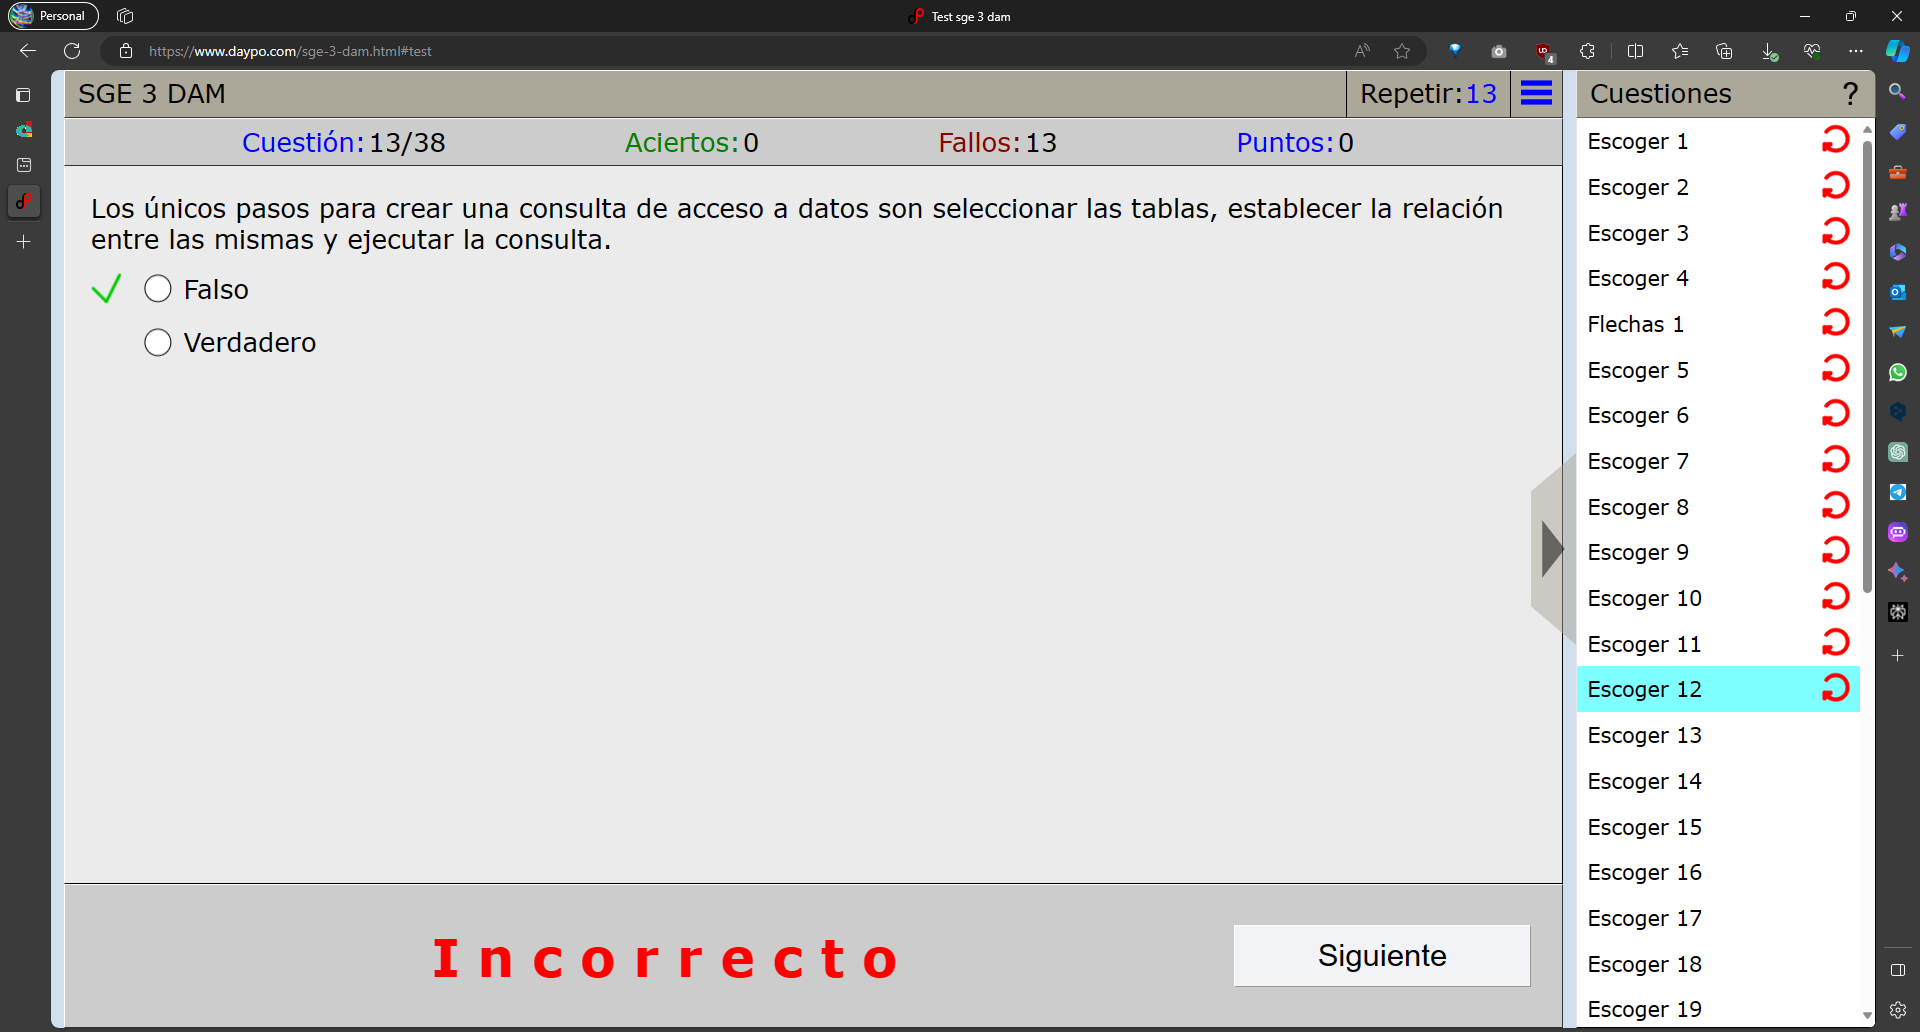 Personal
Test sge 3 dam
https://www.daypo.com/sge-3-dam.html#test
SGE 3 DAM
Repetir:13
Cuestión:13/38
Aciertos:0
Fallos:13
Puntos:0
Los únicos pasos para crear una consulta de acceso a datos son seleccionar las tablas, establecer la relación
entre las mismas y ejecutar la consulta.
Falso
Verdadero
Incorrecto
Siguiente
Cuestiones
?
Escoger 1
Escoger 2
Escoger 3
Escoger 4
Flechas 1
Escoger 5
Escoger 6
Escoger 7
Escoger 8
Escoger 9
Escoger 10
Escoger 11
Escoger 12
Escoger 13
Escoger 14
Escoger 15
Escoger 16
Escoger 17
Escoger 18
Escoger 19
4